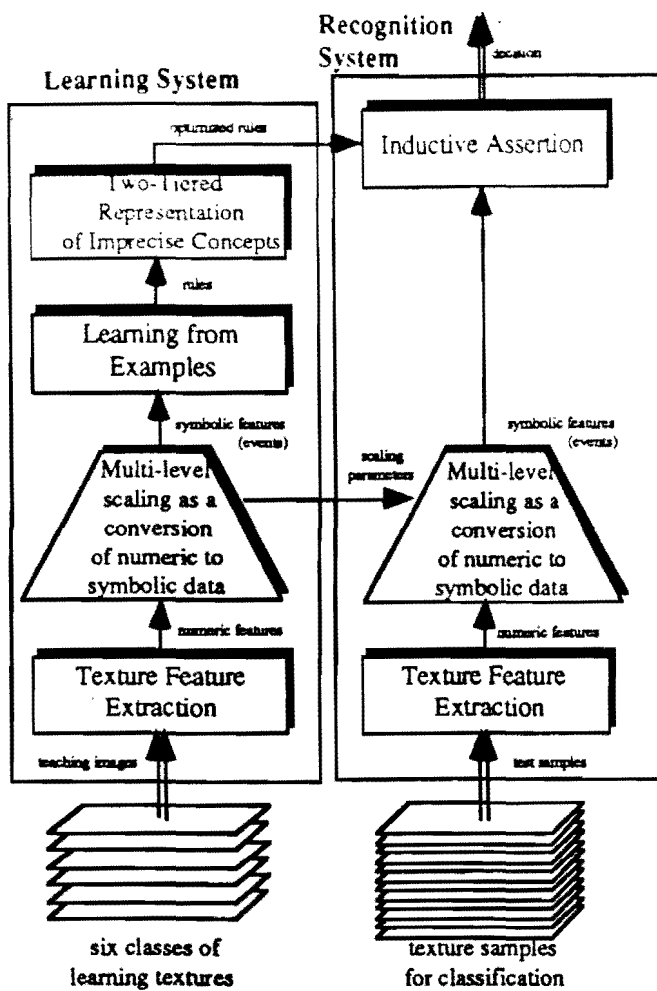 Learning System
optimized rules
Two-Tiered
Representation
of Imprecise Concepts
rules
Learning from
Examples
symbolic features
(events)
Multi-level
scaling as a
conversion
of numeric to
symbolic data
numeric features
Texture Feature
Extraction
teaching images
six classes of
learning textures
scaling
parameters
Recognition
System
decision
Inductive Assertion
symbolic features
(events)
Multi-level
scaling as a
conversion
of numeric to
symbolic data
numeric features
Texture Feature
Extraction
test samples
texture samples
for classification